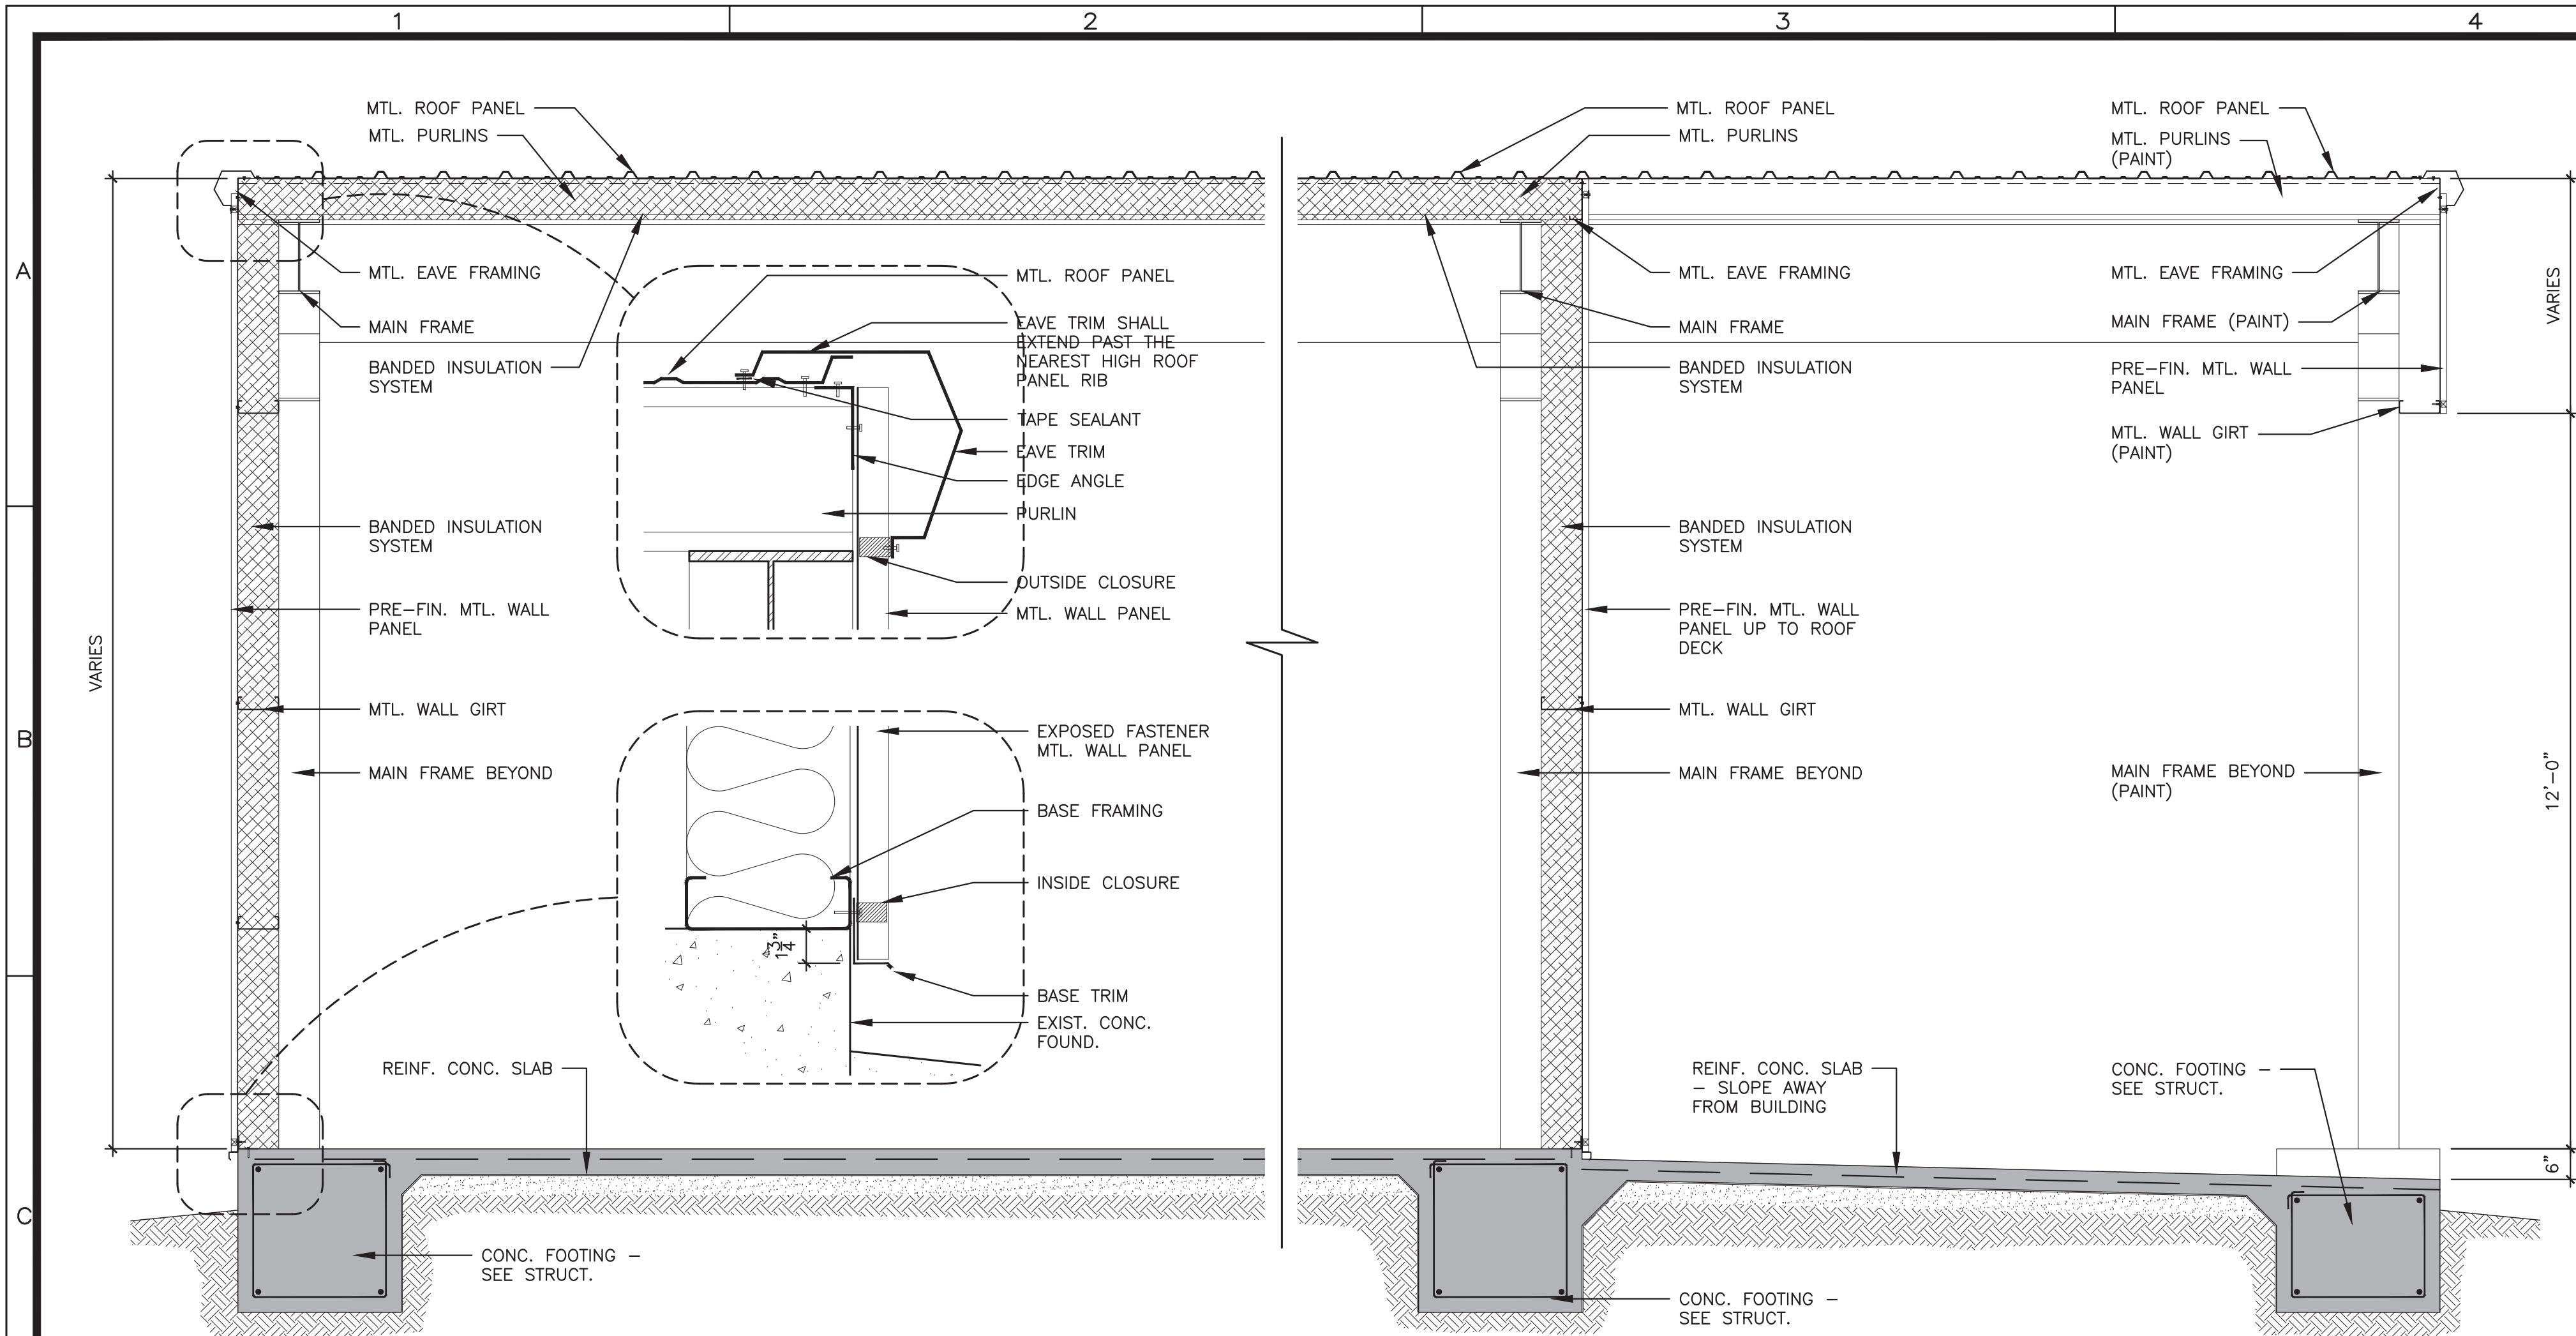 1
2
3
4
A
B
C
MTL. ROOF PANEL
MTL. PURLINS
MTL. EAVE FRAMING
MAIN FRAME
BANDED INSULATION
SYSTEM
BANDED INSULATION
SYSTEM
PRE-FIN. MTL. WALL
PANEL
MTL. WALL GIRT
MAIN FRAME BEYOND
VARIES
REINF. CONC. SLAB
CONC. FOOTING –
SEE STRUCT.
MTL. ROOF PANEL
EAVE TRIM SHALL
EXTEND PAST THE
NEAREST HIGH ROOF
PANEL RIB
TAPE SEALANT
EAVE TRIM
EDGE ANGLE
PURLIN
OUTSIDE CLOSURE
MTL. WALL PANEL
EXPOSED FASTENER
MTL. WALL PANEL
BASE FRAMING
INSIDE CLOSURE
1 3/4"
BASE TRIM
EXIST. CONC.
FOUND.
MTL. ROOF PANEL
MTL. PURLINS
MTL. EAVE FRAMING
MAIN FRAME
BANDED INSULATION
SYSTEM
BANDED INSULATION
SYSTEM
PRE-FIN. MTL. WALL
PANEL UP TO ROOF
DECK
MTL. WALL GIRT
MAIN FRAME BEYOND
REINF. CONC. SLAB
– SLOPE AWAY
FROM BUILDING
CONC. FOOTING –
SEE STRUCT.
MTL. ROOF PANEL
MTL. PURLINS
(PAINT)
MTL. EAVE FRAMING
MAIN FRAME (PAINT)
PRE-FIN. MTL. WALL
PANEL
MTL. WALL GIRT
(PAINT)
MAIN FRAME BEYOND
(PAINT)
CONC. FOOTING –
SEE STRUCT.
VARIES
12'-0"
6"